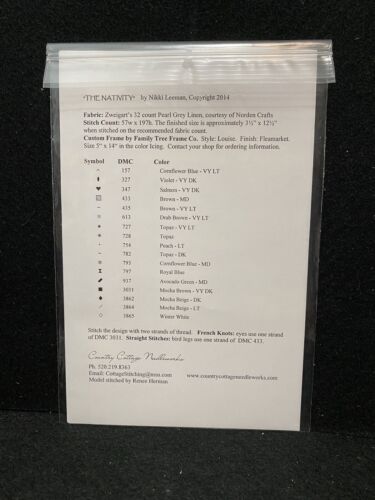 *THE NATIVITY* by Nikki Leeman, Copyright 2014
Fabric: Zweigart's 32 count Pearl Grey Linen, courtesy of Norden Crafts
Stitch Count: 57w x 197h. The finished size is approximately 3½" x 12½"
when stitched on the recommended fabric count.
Custom Frame by Family Tree Frame Co. Style: Louise. Finish: Fleamarket.
Size 5" x 14" in the color Icing. Contact your shop for ordering information.
Symbol DMC Color
157 Cornflower Blue - VY LT
327 Violet - VY DK
347 Salmon - VY DK
433 Brown - MD
435 Brown - VY LT
613 Drab Brown - VY LT
727 Topaz - VY LT
728 Topaz
754 Peach - LT
782 Topaz - DK
793 Cornflower Blue - MD
797 Royal Blue
937 Avocado Green - MD
3031 Mocha Brown - VY DK
3862 Mocha Beige - DK
3864 Mocha Beige - LT
3865 Winter White
Stitch the design with two strands of thread. French Knots: eyes use one strand
of DMC 3031. Straight Stitches: bird legs use one strand of DMC 433.
Country Cottage Needleworks
Ph. 520.219.8363
Email: CottageStitching@msn.com www.countrycottageneedleworks.com
Model stitched by Renee Herman